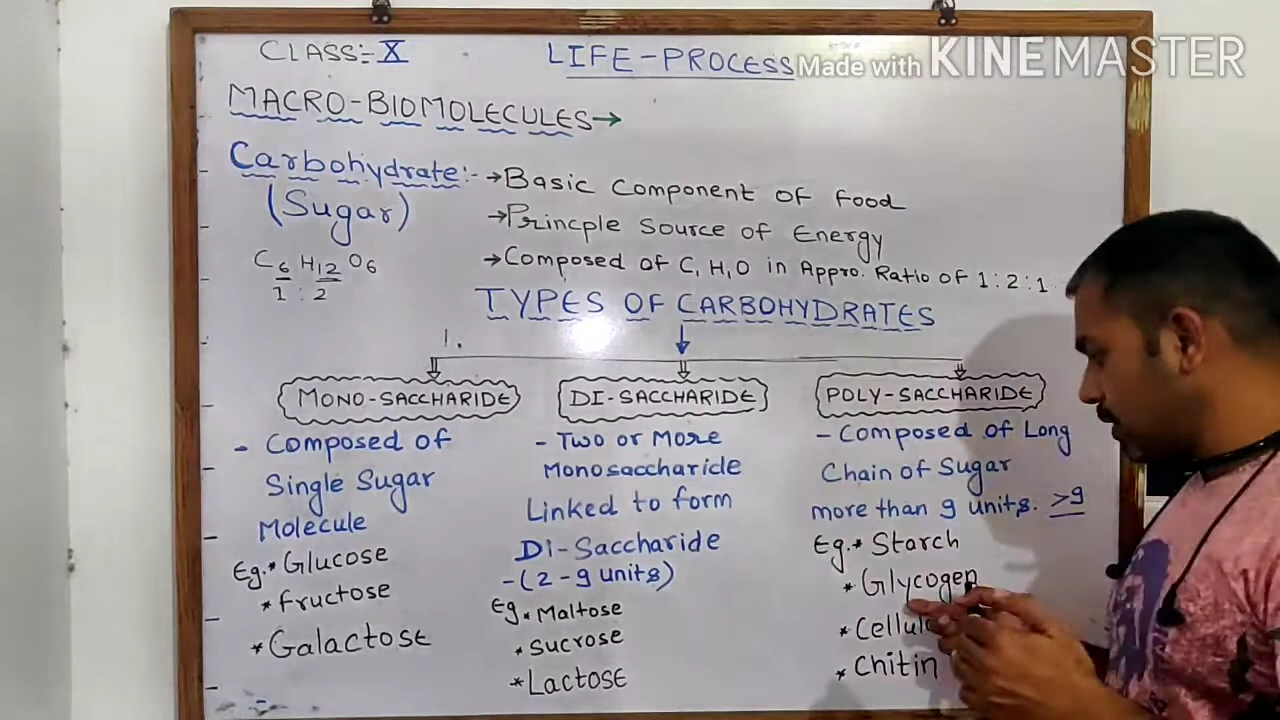 CLASS:- X
LIFE-PROCESS
Made with KINEMASTER
MACRO-BIOMOLECULES→
Carbohydrate:-
(Sugar)
C6 H12 O6
1 : 2
→Basic Component of food
→Princple Source of Energy
→Composed of C, H, O in Appro. Ratio of 1:2:1
TYPES OF CARBOHYDRATES
1.
MONO-SACCHARIDE
- Composed of
Single Sugar
Molecule
Eg.* Glucose
* Fructose
* Galactose
DI-SACCHARIDE
- Two or More
Monosaccharide
Linked to form
Di-Saccharide
-(2-9 units)
Eg * Maltose
* Sucrose
* Lactose
POLY-SACCHARIDE
- Composed of Long
Chain of Sugar
more than 9 units. >9
Eg.* Starch
* Glycogen
*
* Chitin